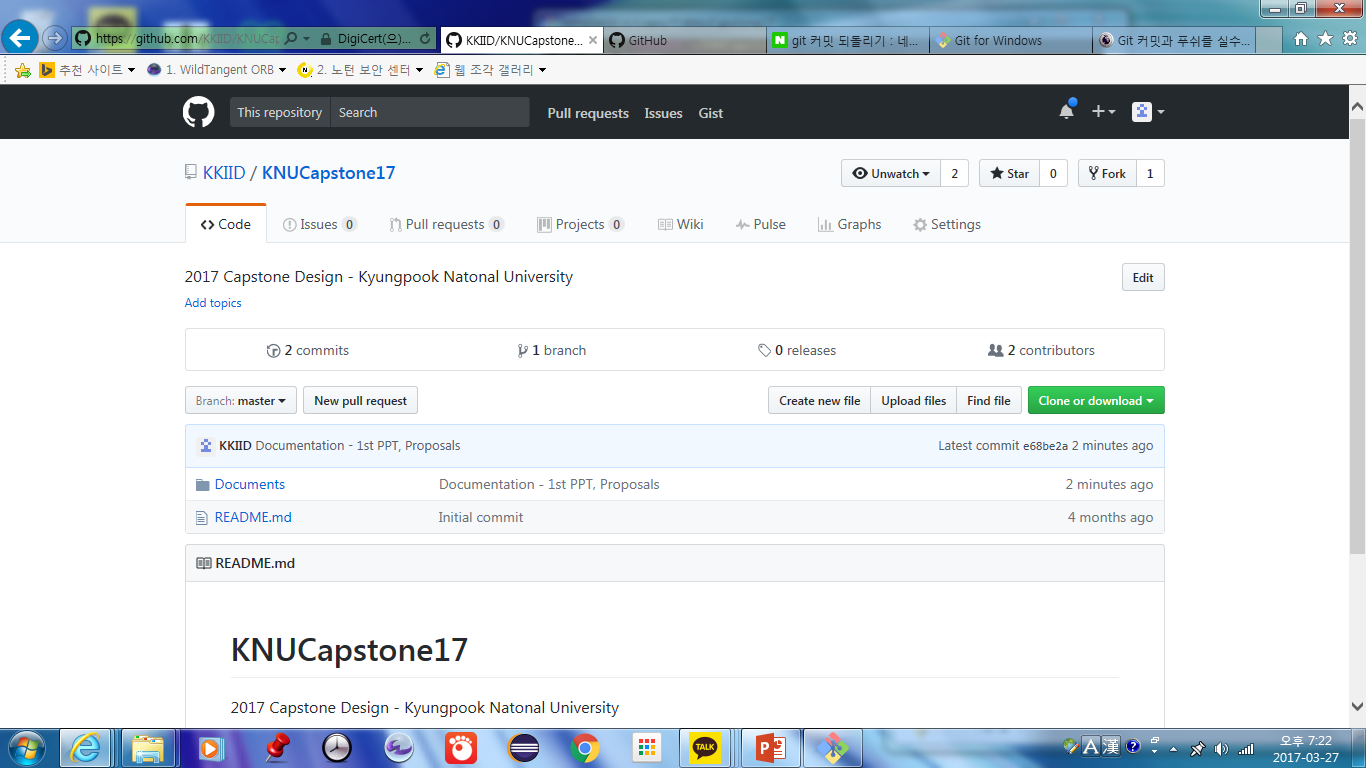 https://github.com/KKIID/KNUCap
DigiCert(으)...
KKIID/KNUCapstone...
GitHub
git 커밋 되돌리기 : 네...
Git for Windows
Git 커밋과 푸쉬를 실수...
추천 사이트
1. WildTangent ORB
2. 노턴 보안 센터
웹 조각 갤러리
This repository
Search
Pull requests
Issues
Gist
KKIID / KNUCapstone17
Unwatch 2
Star 0
Fork 1
Code
Issues 0
Pull requests 0
Projects 0
Wiki
Pulse
Graphs
Settings
2017 Capstone Design - Kyungpook Natonal University
Edit
Add topics
2 commits
1 branch
0 releases
2 contributors
Branch: master
New pull request
Create new file
Upload files
Find file
Clone or download
KKIID Documentation - 1st PPT, Proposals
Latest commit e68be2a 2 minutes ago
Documents
Documentation - 1st PPT, Proposals
2 minutes ago
README.md
Initial commit
4 months ago
README.md
KNUCapstone17
2017 Capstone Design - Kyungpook Natonal University
TALK
A 漢
오후 7:22
2017-03-27